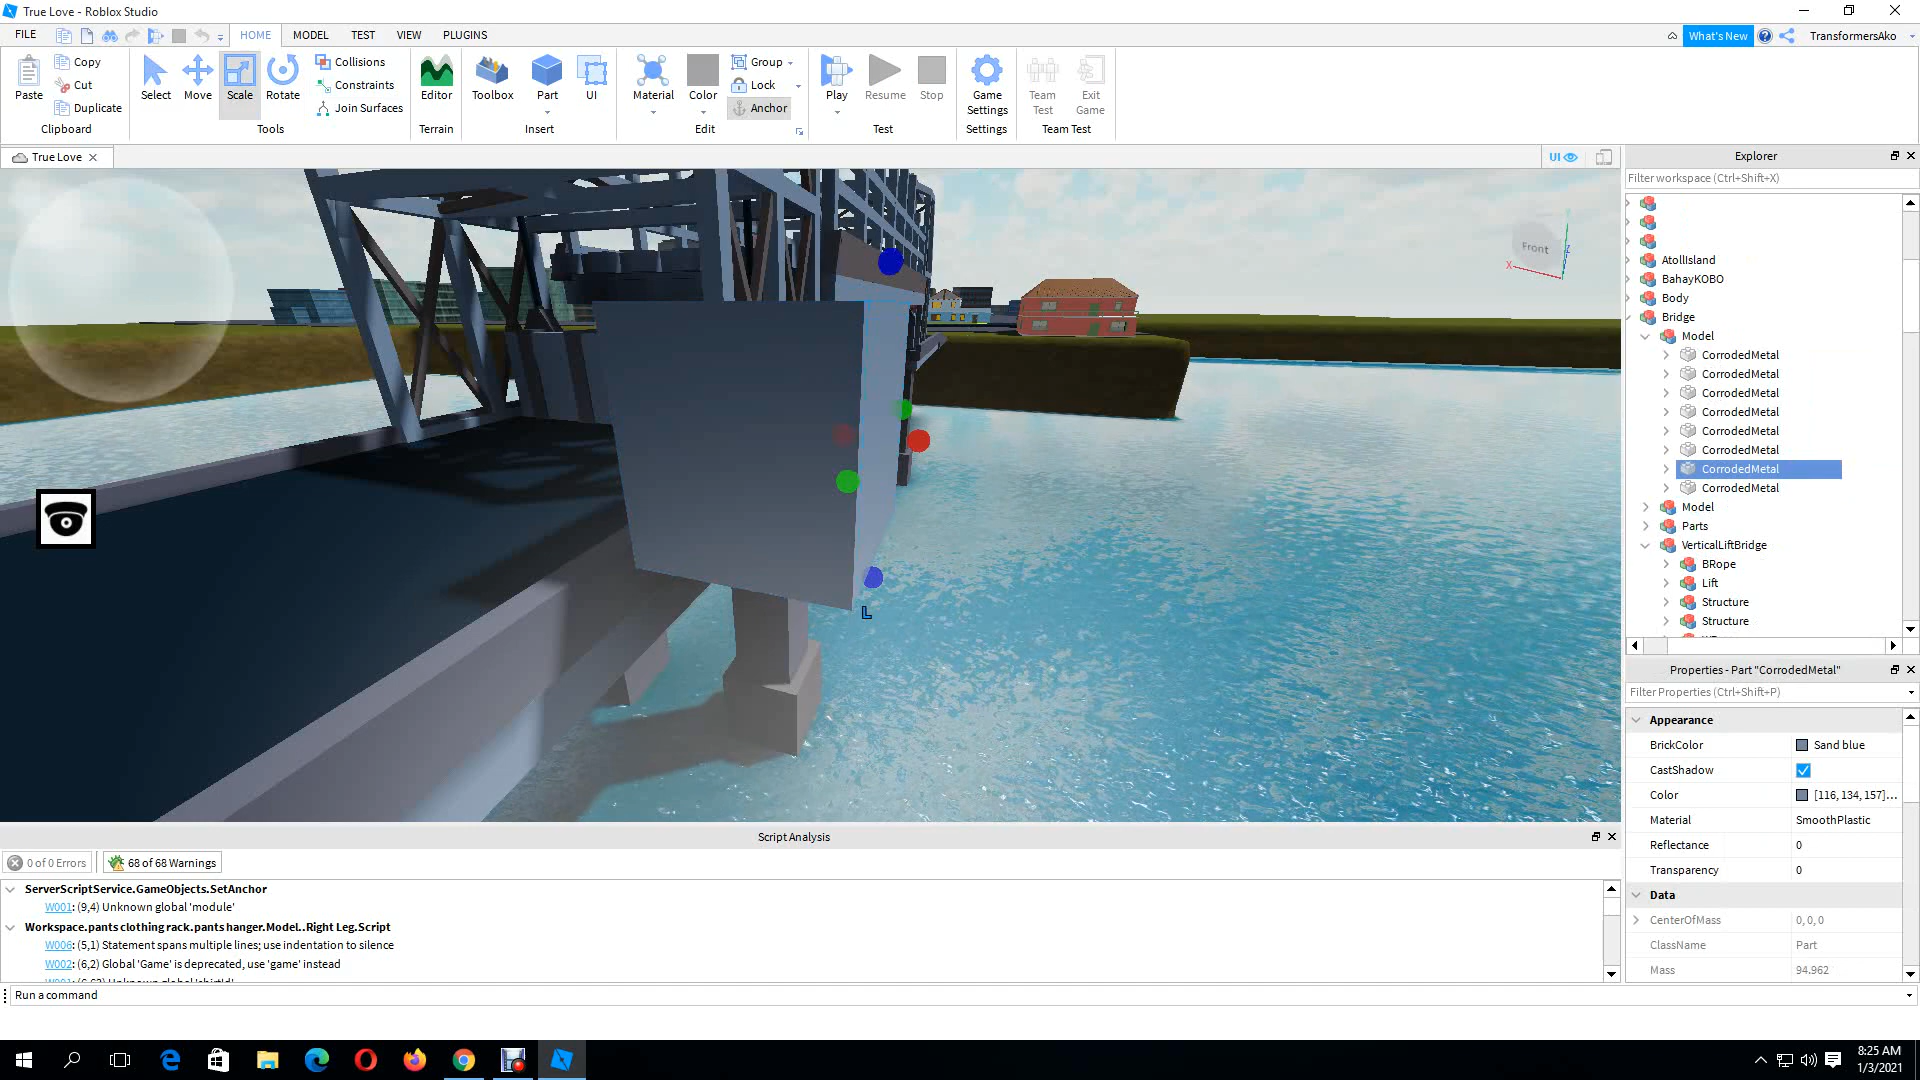 True Love - Roblox Studio
FILE HOME MODEL TEST VIEW PLUGINS What's New TransformersAko
Paste Copy Cut Duplicate Clipboard
Select Move Scale Rotate Collisions Constraints Join Surfaces Tools
Editor Terrain
Toolbox Part UI Insert
Material Color Group Lock Anchor Edit
Play Resume Stop Test
Game Settings Settings
Team Test Exit Game Team Test
True Love
UI
Front
X
Z
L
Explorer
Filter workspace (Ctrl+Shift+X)
AtollIsland
BahayKOBO
Body
Bridge
Model
CorrodedMetal
CorrodedMetal
CorrodedMetal
CorrodedMetal
CorrodedMetal
CorrodedMetal
CorrodedMetal
CorrodedMetal
Model
Parts
VerticalLiftBridge
BRope
Lift
Structure
Structure
Properties - Part "CorrodedMetal"
Filter Properties (Ctrl+Shift+P)
Appearance
BrickColor Sand blue
CastShadow
Color [116, 134, 157]...
Material SmoothPlastic
Reflectance 0
Transparency 0
Data
CenterOfMass 0, 0, 0
ClassName Part
Mass 94.962
Script Analysis
0 of 0 Errors 68 of 68 Warnings
ServerScriptService.GameObjects.SetAnchor
W001: (9,4) Unknown global 'module'
Workspace.pants clothing rack.pants hanger.Model..Right Leg.Script
W006: (5,1) Statement spans multiple lines; use indentation to silence
W002: (6,2) Global 'Game' is deprecated, use 'game' instead
Run a command
8:25 AM
1/3/2021